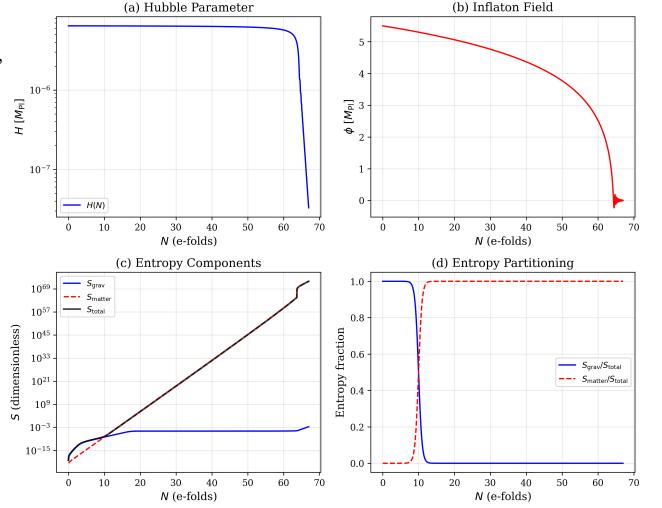 (a) Hubble Parameter
H [M_Pl]
10⁻⁶
10⁻⁷
H(N)
0 10 20 30 40 50 60 70
N (e-folds)
(b) Inflaton Field
ϕ [M_Pl]
5
4
3
2
1
0
0 10 20 30 40 50 60 70
N (e-folds)
(c) Entropy Components
S (dimensionless)
10⁶⁹
10⁵⁷
10⁴⁵
10³³
10²¹
10⁹
10⁻³
10⁻¹⁵
S_grav
S_matter
S_total
0 10 20 30 40 50 60 70
N (e-folds)
(d) Entropy Partitioning
Entropy fraction
1.0
0.8
0.6
0.4
0.2
0.0
S_grav/S_total
S_matter/S_total
0 10 20 30 40 50 60 70
N (e-folds)